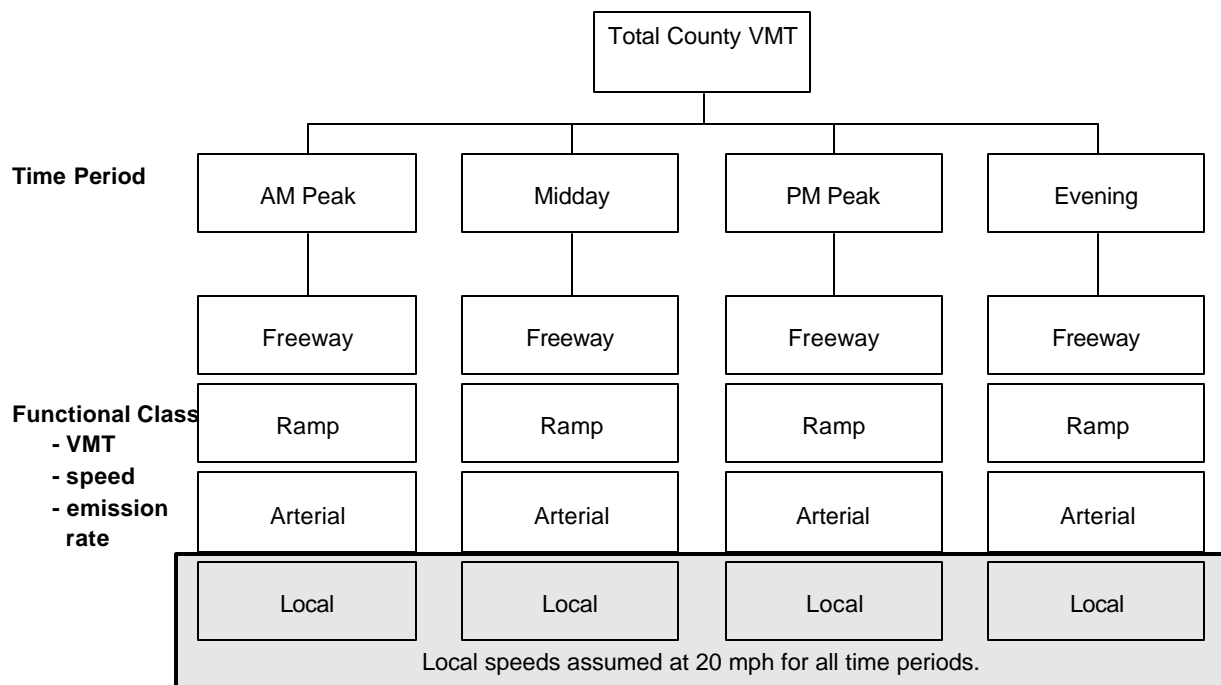 Total County VMT
Time Period
AM Peak
Midday
PM Peak
Evening
Freeway
Freeway
Freeway
Freeway
Functional Class
- VMT
- speed
- emission
rate
Ramp
Ramp
Ramp
Ramp
Arterial
Arterial
Arterial
Arterial
Local
Local
Local
Local
Local speeds assumed at 20 mph for all time periods.